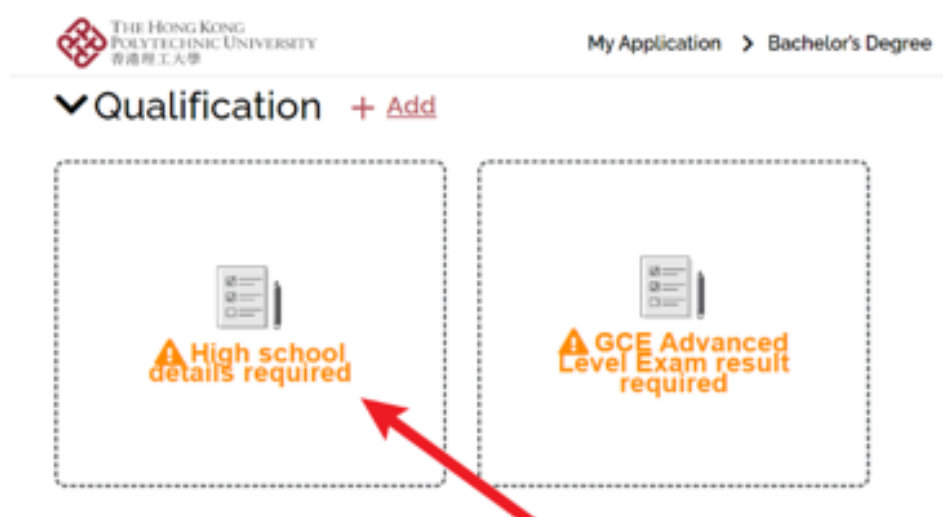 THE HONG KONG
POLYTECHNIC UNIVERSITY
香港理工大學
My Application > Bachelor's Degree
Qualification + Add
High school
details required
GCE Advanced
Level Exam result
required